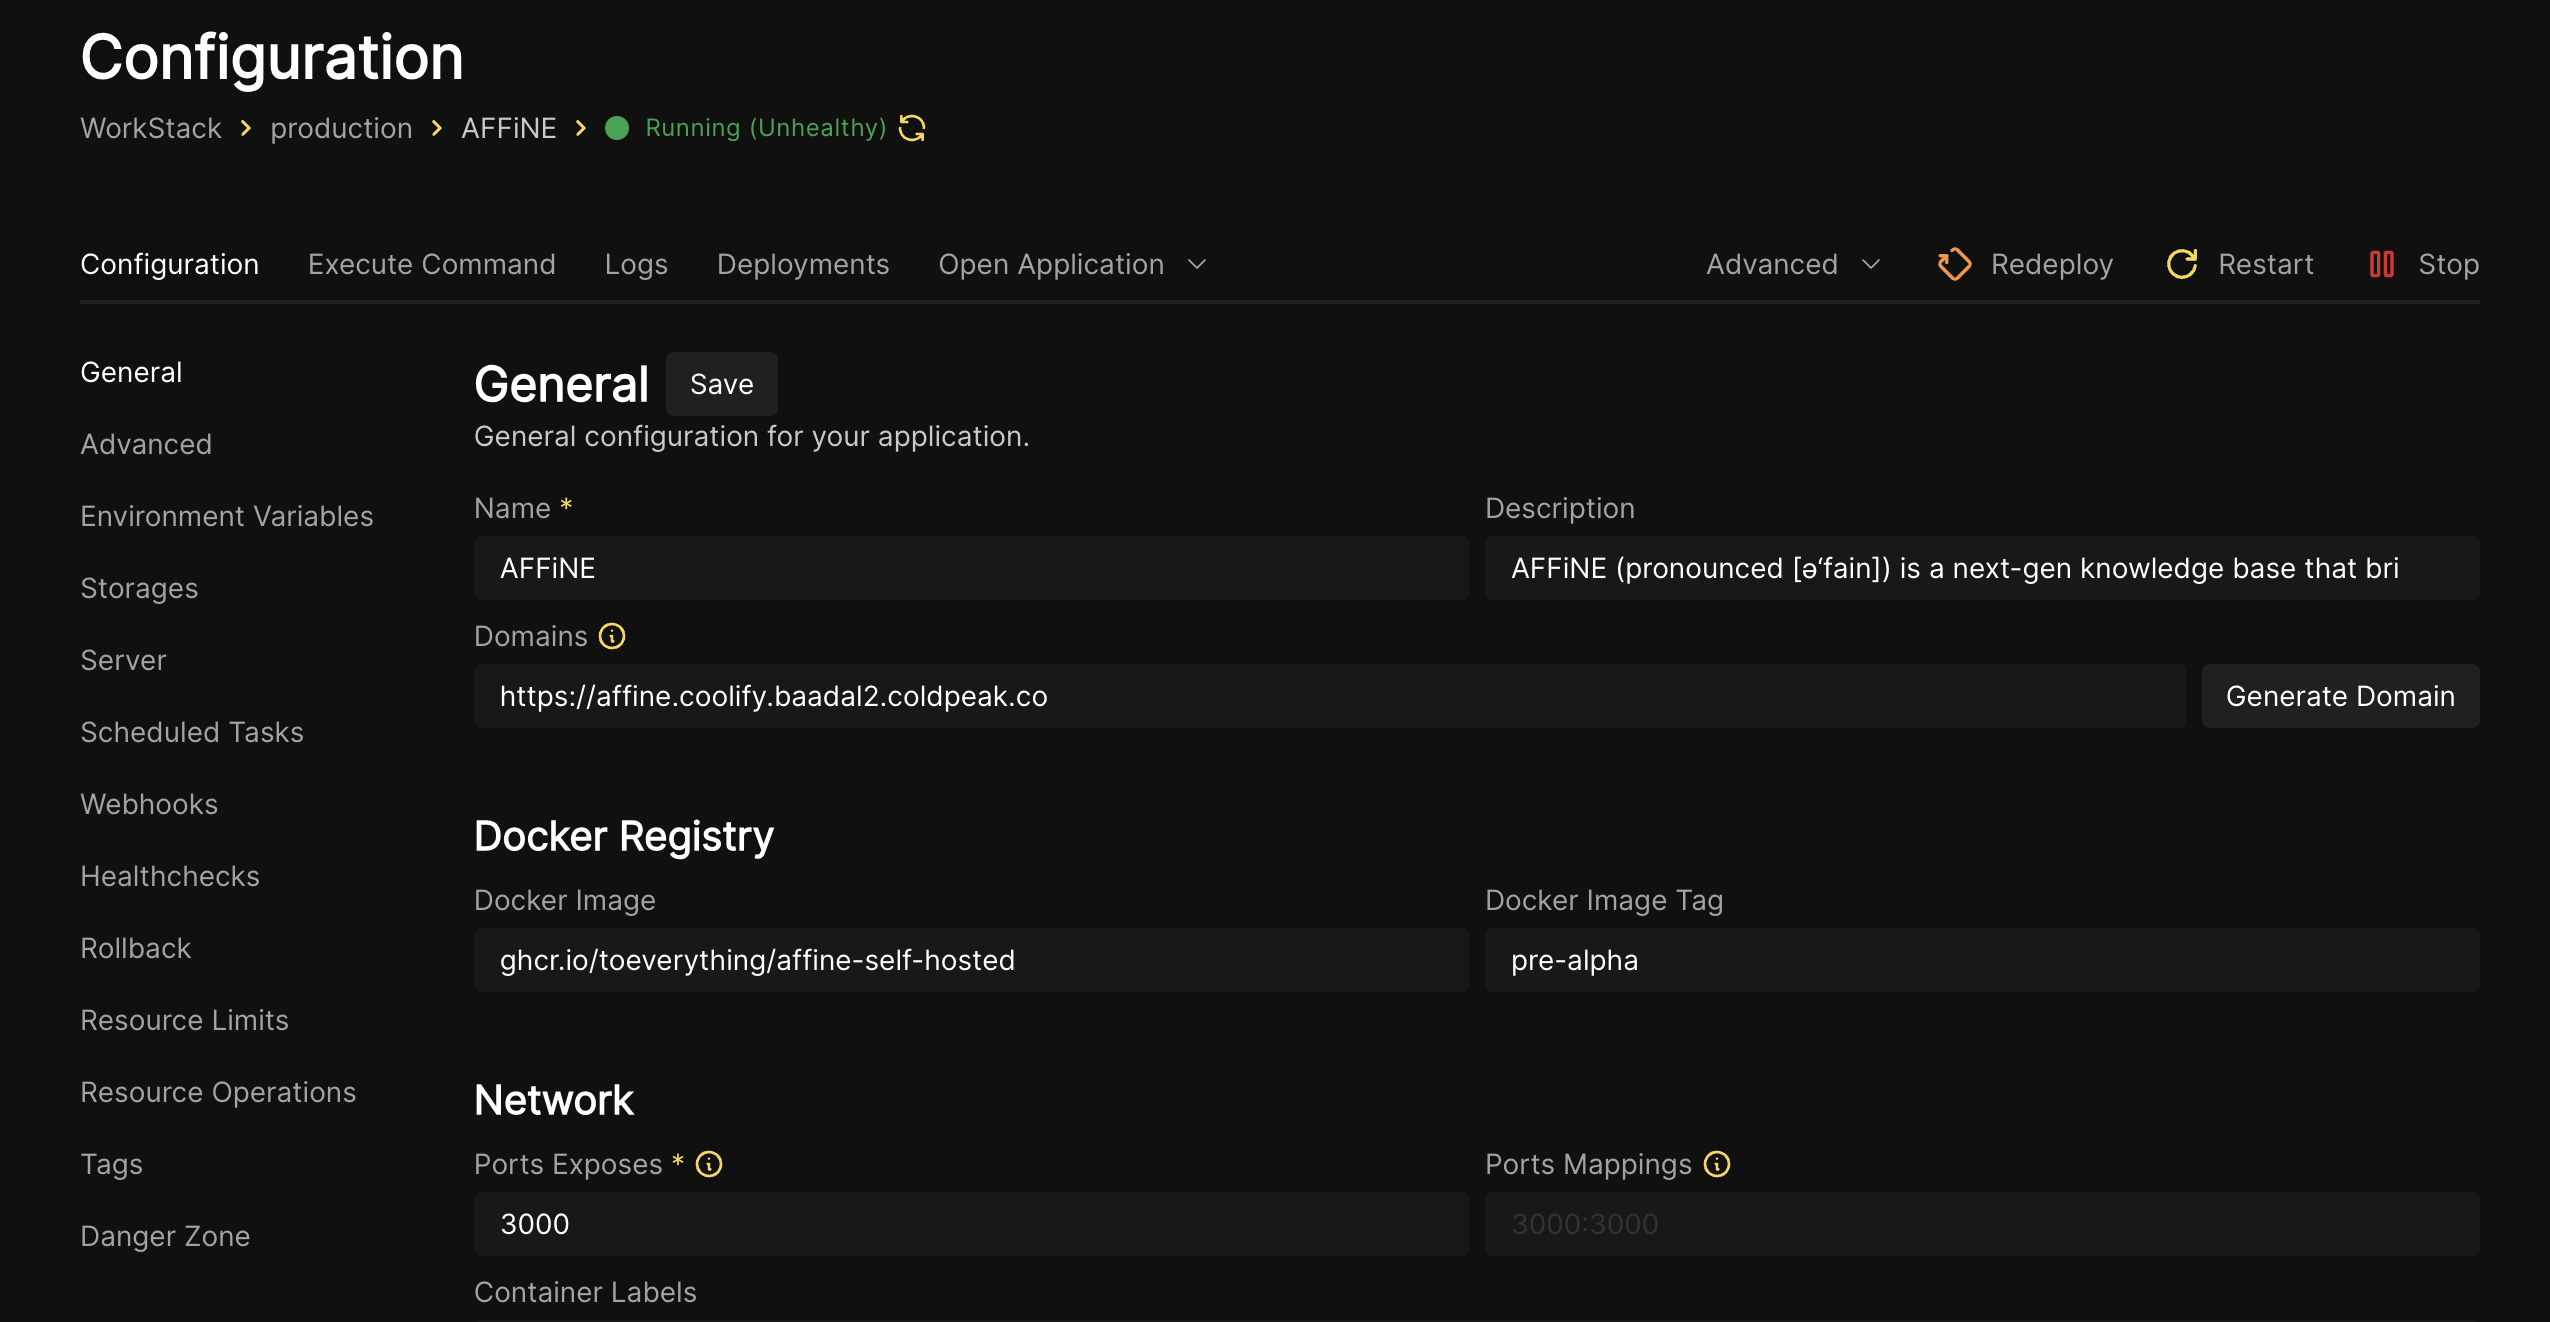 Configuration
WorkStack production AFFiNE Running (Unhealthy)
Configuration Execute Command Logs Deployments Open Application Advanced Redeploy Restart Stop
General
Advanced
Environment Variables
Storages
Server
Scheduled Tasks
Webhooks
Healthchecks
Rollback
Resource Limits
Resource Operations
Tags
Danger Zone
General Save
General configuration for your application.
Name * Description
AFFiNE AFFiNE (pronounced [ə‘fain]) is a next-gen knowledge base that bri
Domains
https://affine.coolify.baadal2.coldpeak.co Generate Domain
Docker Registry
Docker Image Docker Image Tag
ghcr.io/toeverything/affine-self-hosted pre-alpha
Network
Ports Exposes * Ports Mappings
3000 3000:3000
Container Labels